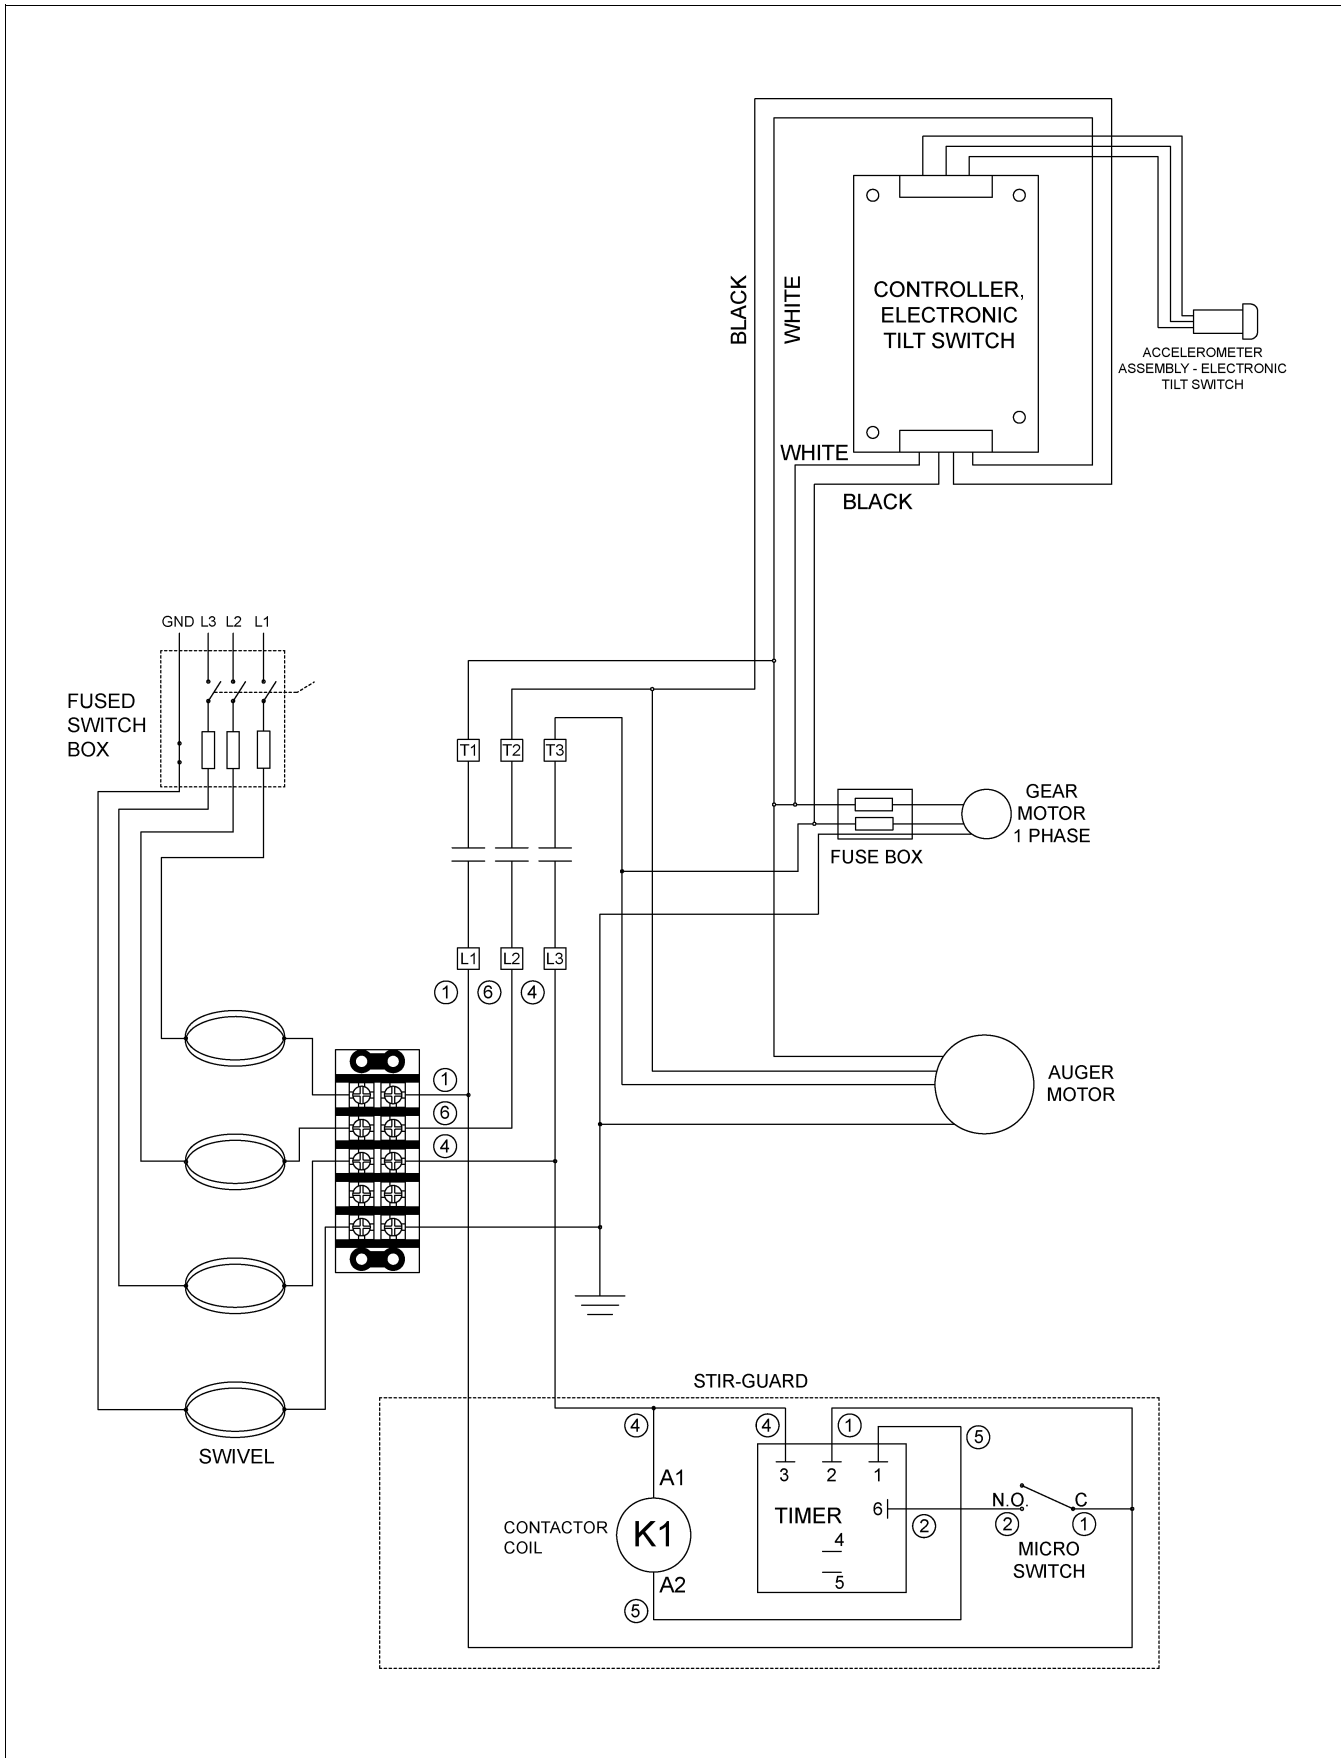 BLACK
WHITE
CONTROLLER,
ELECTRONIC
TILT SWITCH
ACCELEROMETER
ASSEMBLY - ELECTRONIC
TILT SWITCH
WHITE
BLACK
GND L3 L2 L1
FUSED
SWITCH
BOX
T1 T2 T3
GEAR
MOTOR
1 PHASE
FUSE BOX
L1 L2 L3
1 6 4
1
6
4
AUGER
MOTOR
SWIVEL
STIR-GUARD
4 4 1 5
A1
3 2 1
CONTACTOR
COIL
K1
TIMER
6
2
N.O. C
2 1
MICRO
SWITCH
4
5
A2
5